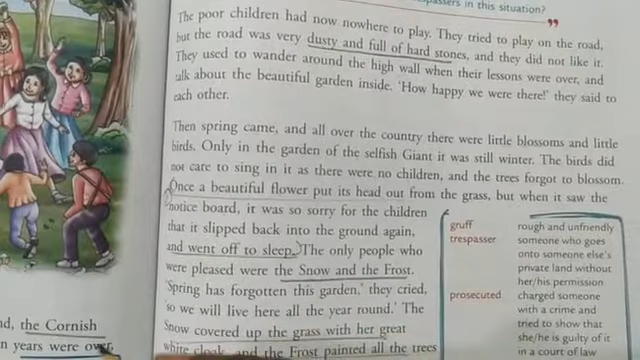 passers in this situation?
”
The poor children had now nowhere to play. They tried to play on the road,
but the road was very dusty and full of hard stones, and they did not like it.
They used to wander around the high wall when their lessons were over, and
talk about the beautiful garden inside. 'How happy we were there!' they said to
each other.
Then spring came, and all over the country there were little blossoms and little
birds. Only in the garden of the selfish Giant it was still winter. The birds did
not care to sing in it as there were no children, and the trees forgot to blossom.
Once a beautiful flower put its head out from the grass, but when it saw the
notice board, it was so sorry for the children
that it slipped back into the ground again,
and went off to sleep. The only people who
were pleased were the Snow and the Frost.
'Spring has forgotten this garden,' they cried,
'so we will live here all the year round.' The
Snow covered up the grass with her great
white cloak, and the Frost painted all the trees
gruff rough and unfriendly
trespasser someone who goes
onto someone else's
private land without
her/his permission
prosecuted charged someone
with a crime and
tried to show that
she/he is guilty of it
in a court of law
nd, the Cornish
n years were over,